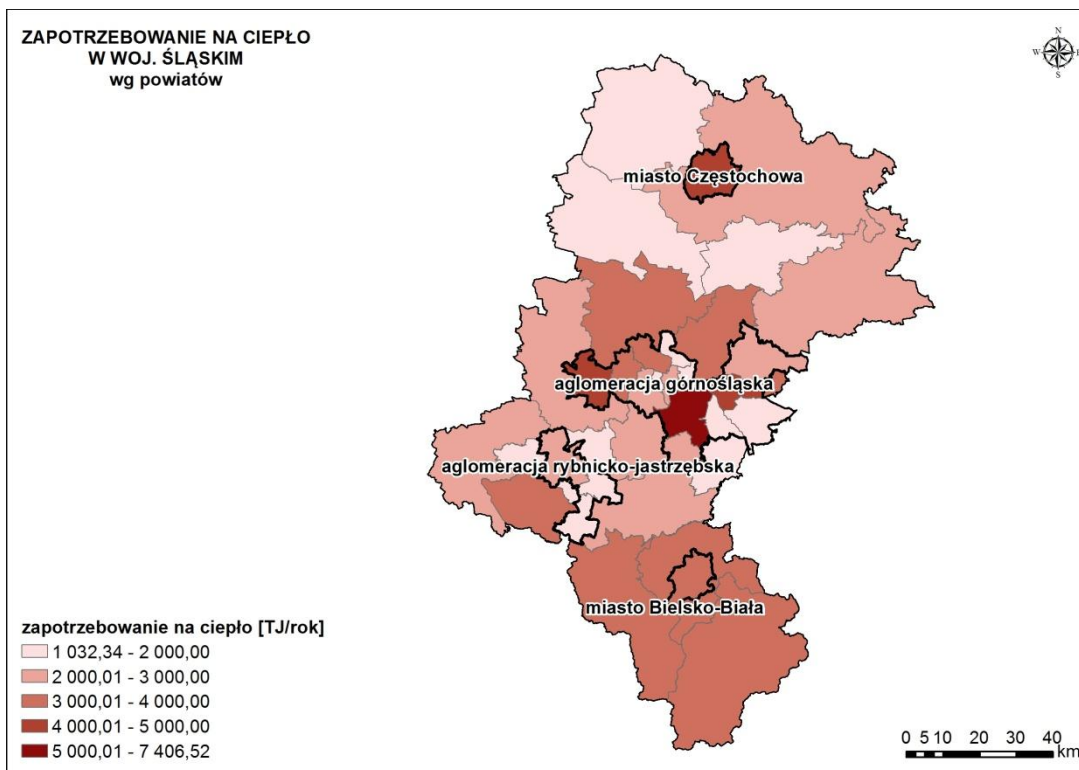 ZAPOTRZEBOWANIE NA CIEPŁO
W WOJ. ŚLĄSKIM
wg powiatów
N
W E
S
miasto Częstochowa
aglomeracja górnośląska
aglomeracja rybnicko-jastrzębska
miasto Bielsko-Biała
zapotrzebowanie na ciepło [TJ/rok]
1 032,34 - 2 000,00
2 000,01 - 3 000,00
3 000,01 - 4 000,00
4 000,01 - 5 000,00
5 000,01 - 7 406,52
0 5 10 20 30 40
km